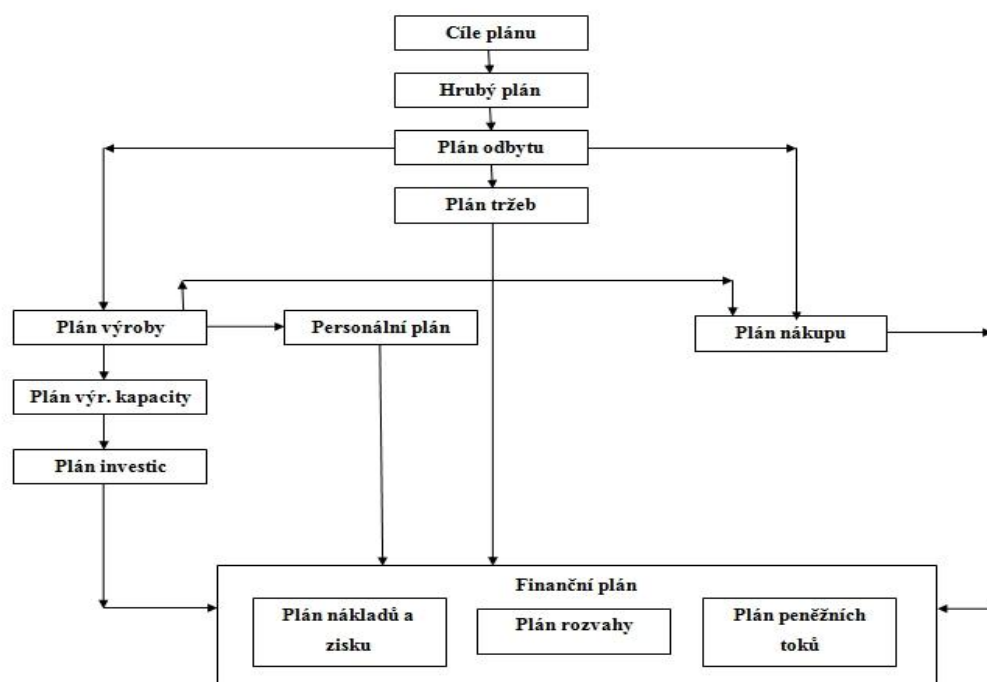 Cíle plánu
Hrubý plán
Plán odbytu
Plán tržeb
Plán výroby
Personální plán
Plán nákupu
Plán výr. kapacity
Plán investic
Finanční plán
Plán nákladů a
zisku
Plán rozvahy
Plán peněžních
toků